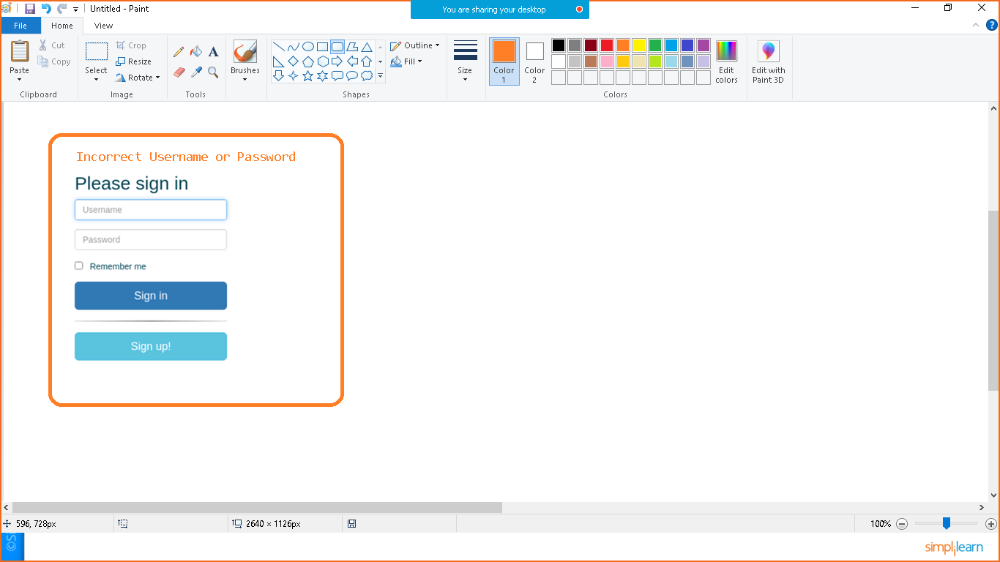 Untitled - Paint
You are sharing your desktop
File Home View
Paste
Cut
Copy
Clipboard
Select
Crop
Resize
Rotate
Image
Tools
Brushes
Outline
Fill
Shapes
Size
Color 1
Color 2
Edit colors
Colors
Edit with Paint 3D
Incorrect Username or Password
Please sign in
Username
Password
Remember me
Sign in
Sign up!
596, 728px
2640 × 1126px
100%
©S
simplilearn